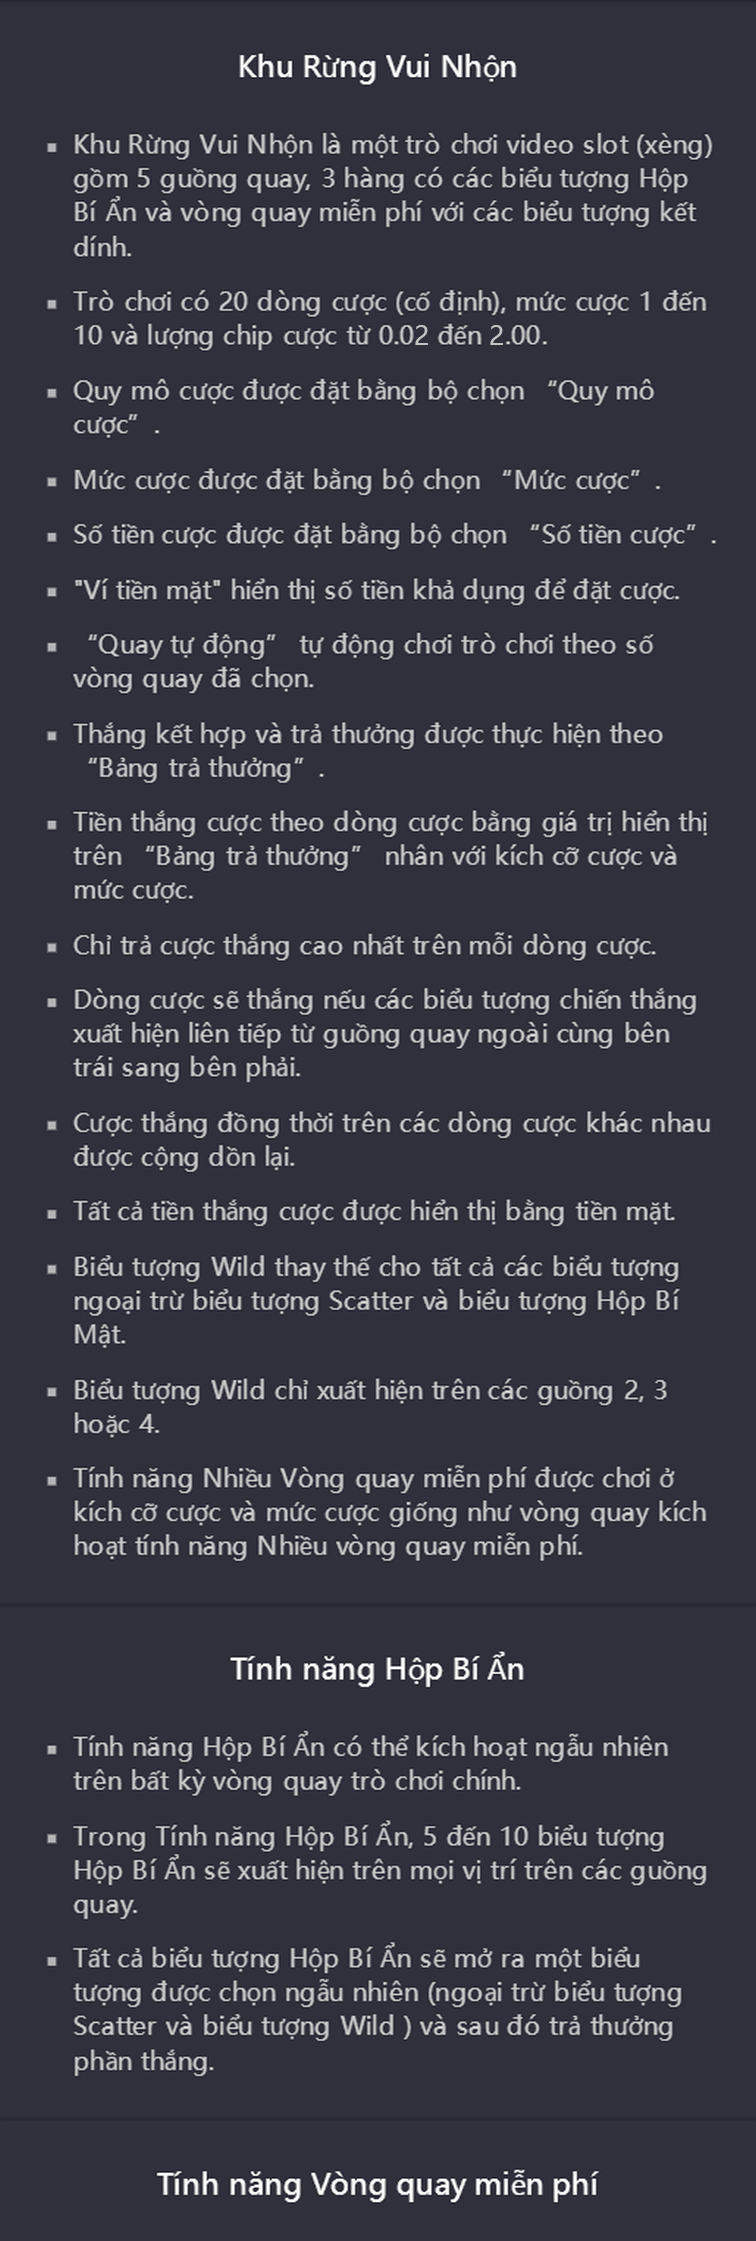 Khu Rừng Vui Nhộn
▪ Khu Rừng Vui Nhộn là một trò chơi video slot (xèng)
gồm 5 guồng quay, 3 hàng có các biểu tượng Hộp
Bí Ẩn và vòng quay miễn phí với các biểu tượng kết
dính.
▪ Trò chơi có 20 dòng cược (cố định), mức cược 1 đến
10 và lượng chip cược từ 0.02 đến 2.00.
▪ Quy mô cược được đặt bằng bộ chọn “Quy mô
cược” .
▪ Mức cược được đặt bằng bộ chọn “Mức cược” .
▪ Số tiền cược được đặt bằng bộ chọn “Số tiền cược” .
▪ "Ví tiền mặt" hiển thị số tiền khả dụng để đặt cược.
▪ “Quay tự động” tự động chơi trò chơi theo số
vòng quay đã chọn.
▪ Thắng kết hợp và trả thưởng được thực hiện theo
“Bảng trả thưởng” .
▪ Tiền thắng cược theo dòng cược bằng giá trị hiển thị
trên “Bảng trả thưởng” nhân với kích cỡ cược và
mức cược.
▪ Chỉ trả cược thắng cao nhất trên mỗi dòng cược.
▪ Dòng cược sẽ thắng nếu các biểu tượng chiến thắng
xuất hiện liên tiếp từ guồng quay ngoài cùng bên
trái sang bên phải.
▪ Cược thắng đồng thời trên các dòng cược khác nhau
được cộng dồn lại.
▪ Tất cả tiền thắng cược được hiển thị bằng tiền mặt.
▪ Biểu tượng Wild thay thế cho tất cả các biểu tượng
ngoại trừ biểu tượng Scatter và biểu tượng Hộp Bí
Mật.
▪ Biểu tượng Wild chỉ xuất hiện trên các guồng 2, 3
hoặc 4.
▪ Tính năng Nhiều Vòng quay miễn phí được chơi ở
kích cỡ cược và mức cược giống như vòng quay kích
hoạt tính năng Nhiều vòng quay miễn phí.
Tính năng Hộp Bí Ẩn
▪ Tính năng Hộp Bí Ẩn có thể kích hoạt ngẫu nhiên
trên bất kỳ vòng quay trò chơi chính.
▪ Trong Tính năng Hộp Bí Ẩn, 5 đến 10 biểu tượng
Hộp Bí Ẩn sẽ xuất hiện trên mọi vị trí trên các guồng
quay.
▪ Tất cả biểu tượng Hộp Bí Ẩn sẽ mở ra một biểu
tượng được chọn ngẫu nhiên (ngoại trừ biểu tượng
Scatter và biểu tượng Wild ) và sau đó trả thưởng
phần thắng.
Tính năng Vòng quay miễn phí